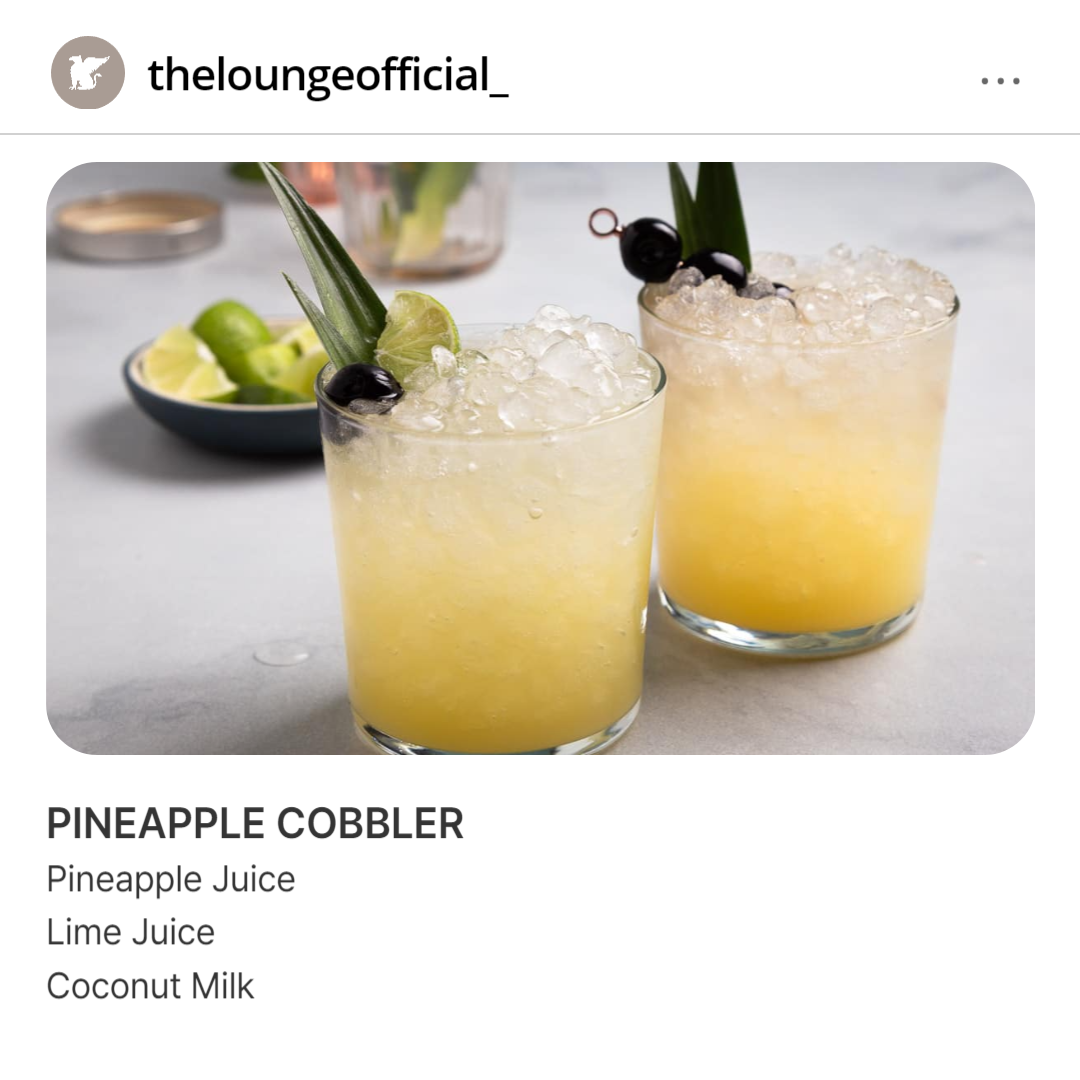 theloungeofficial_
PINEAPPLE COBBLER
Pineapple Juice
Lime Juice
Coconut Milk